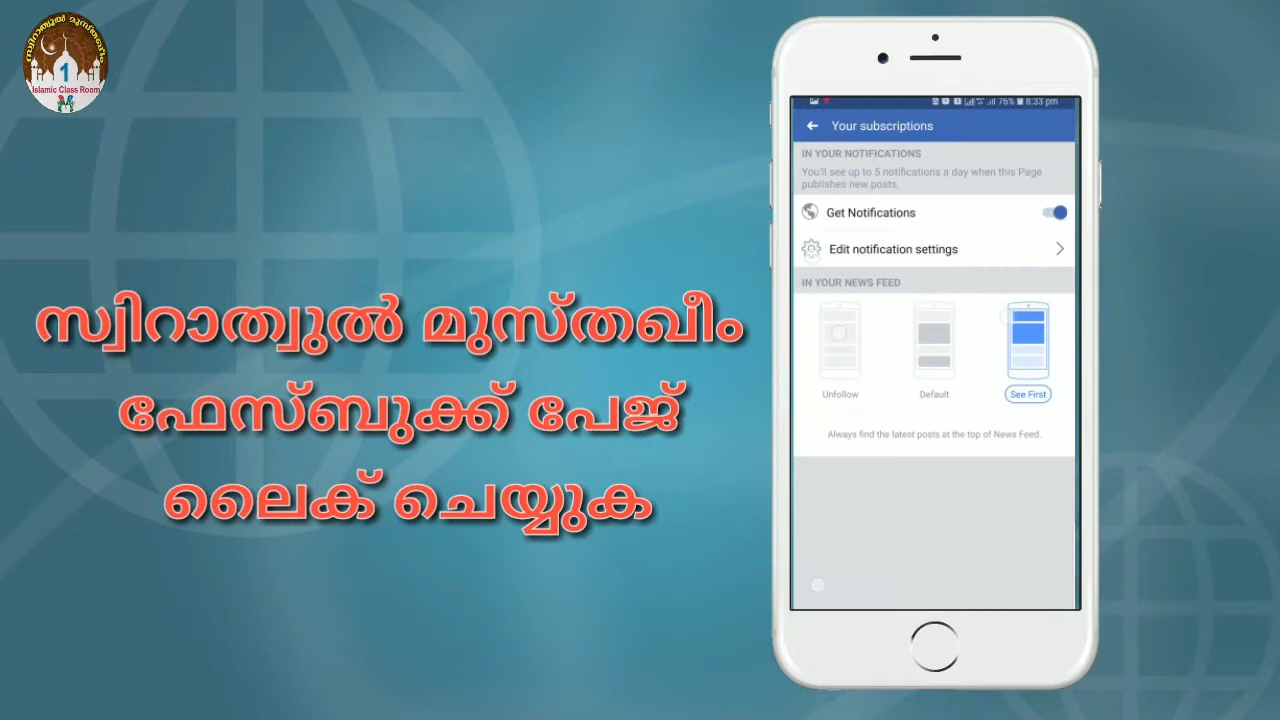 സ്വിറാത്വുൽ മുസ്തഖീം
1
Islamic Class Room
സ്വിറാത്വുൽ മുസ്തഖീം
ഫേസ്ബുക്ക് പേജ്
ലൈക് ചെയ്യുക
76% 8:33 pm
Your subscriptions
IN YOUR NOTIFICATIONS
You'll see up to 5 notifications a day when this Page
publishes new posts.
Get Notifications
Edit notification settings
IN YOUR NEWS FEED
Unfollow Default See First
Always find the latest posts at the top of News Feed.